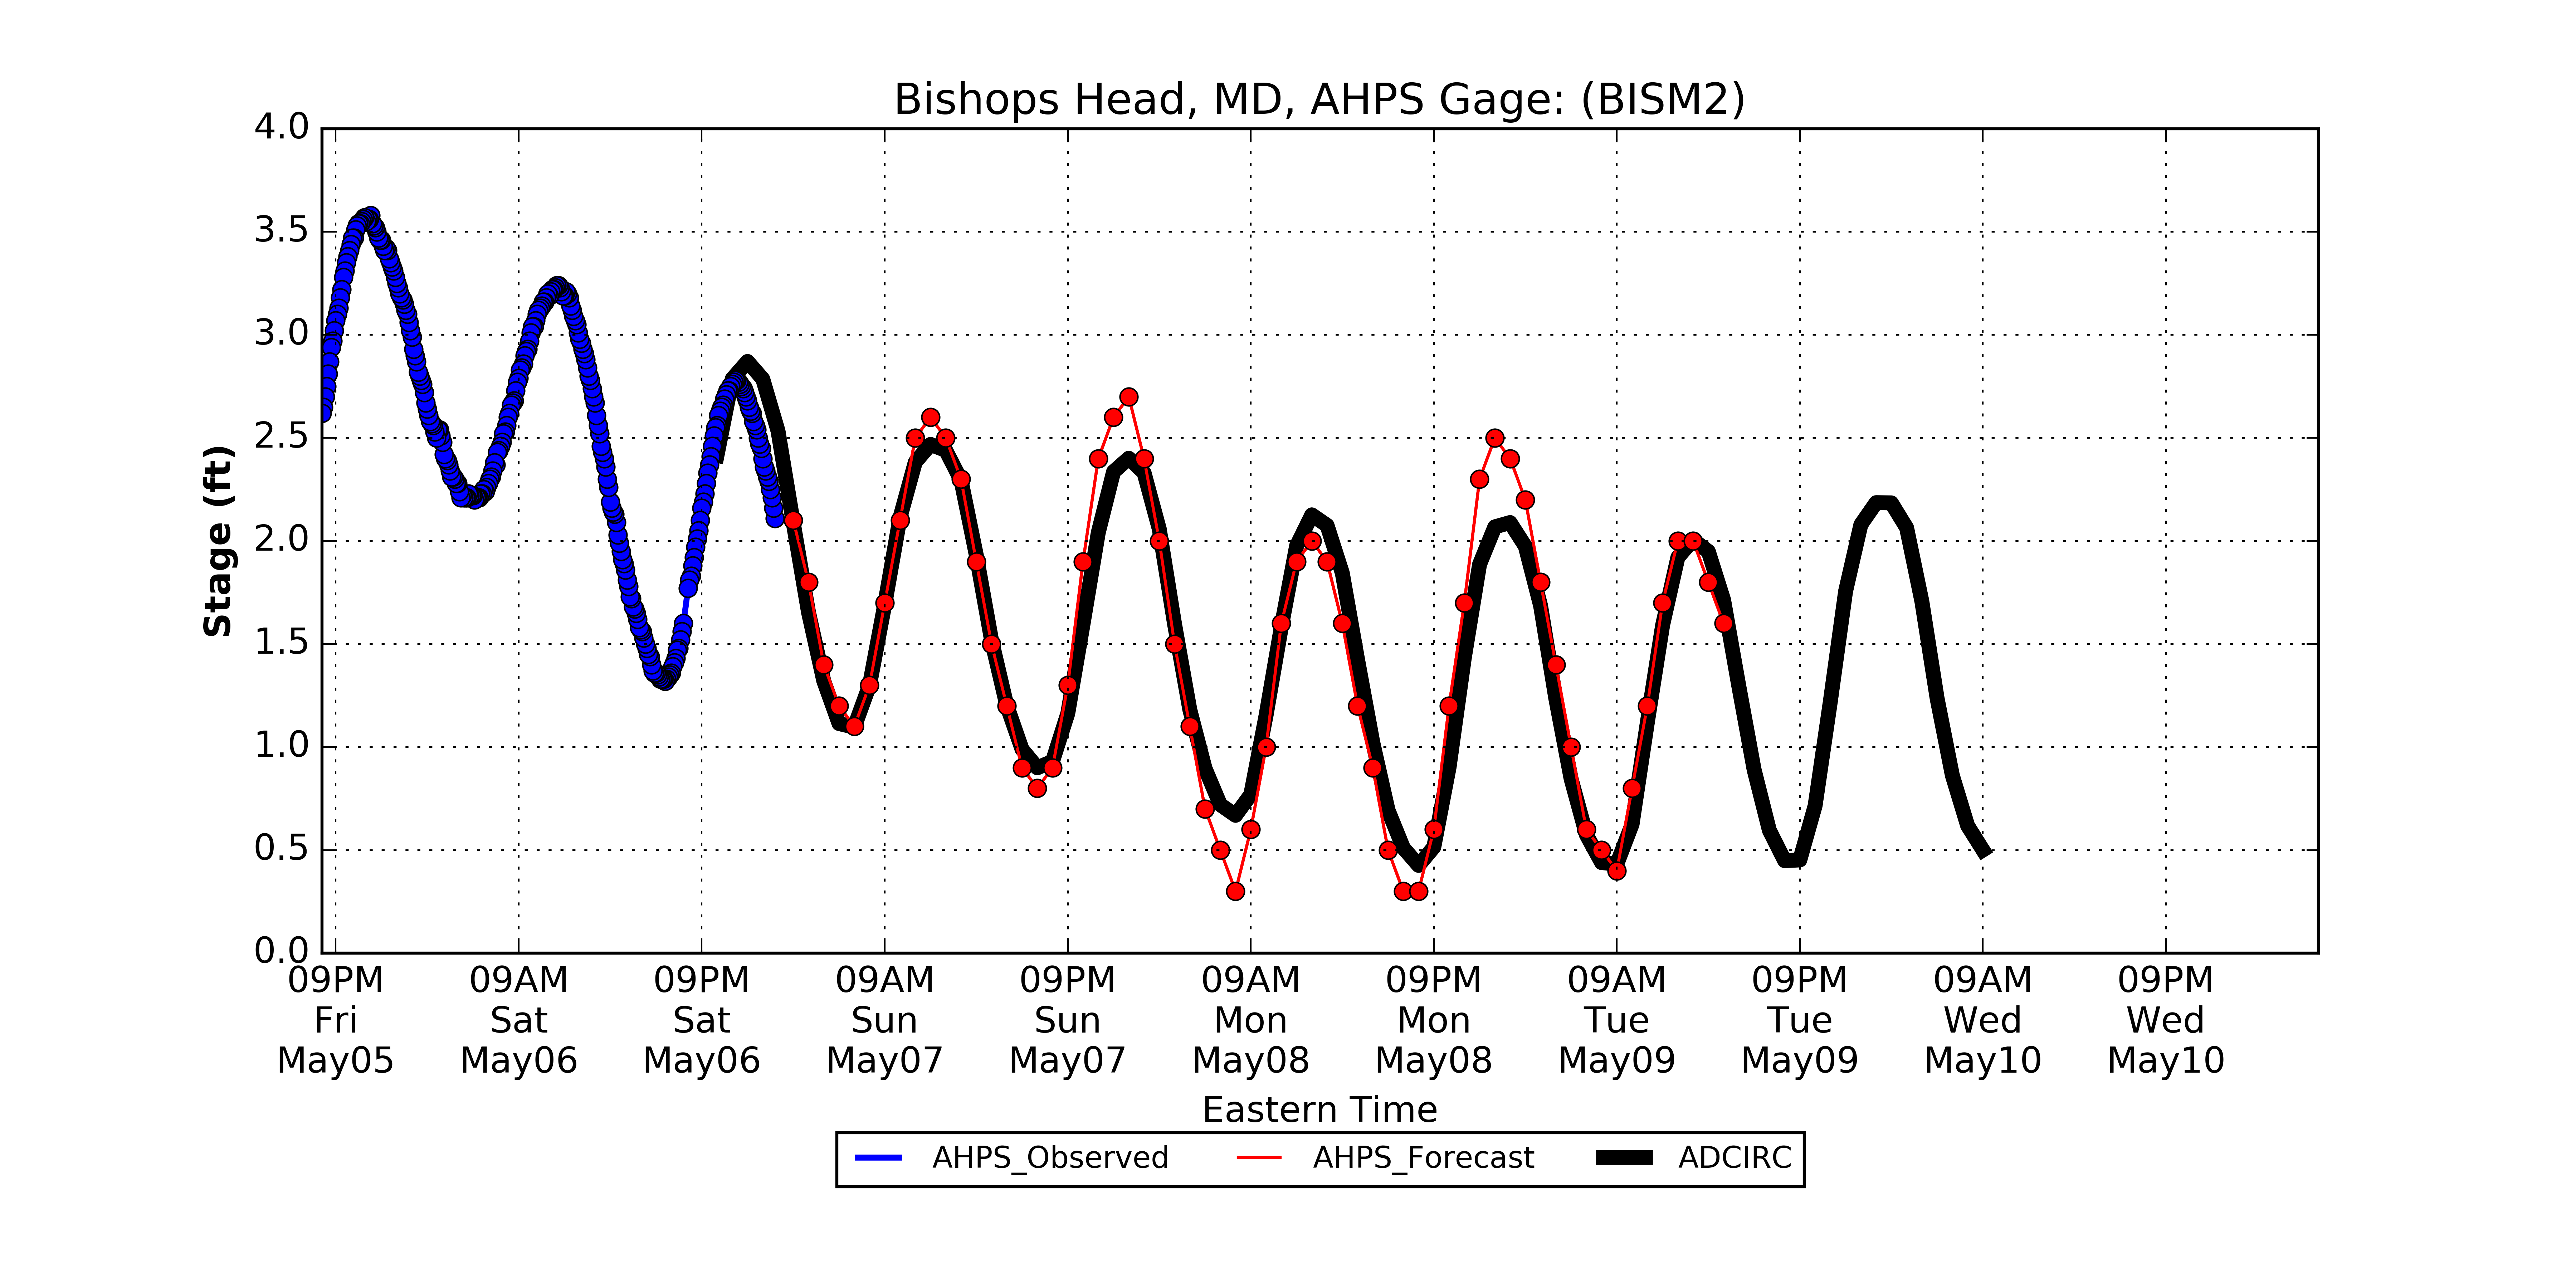 Bishops Head, MD, AHPS Gage: (BISM2)
4.0
3.5
3.0
2.5
2.0
1.5
1.0
0.5
0.0
Stage (ft)
09PM 09AM 09PM 09AM 09PM 09AM 09PM 09AM 09PM 09AM 09PM
Fri Sat Sat Sun Sun Mon Mon Tue Tue Wed Wed
May05 May06 May06 May07 May07 May08 May08 May09 May09 May10 May10
Eastern Time
AHPS_Observed AHPS_Forecast ADCIRC